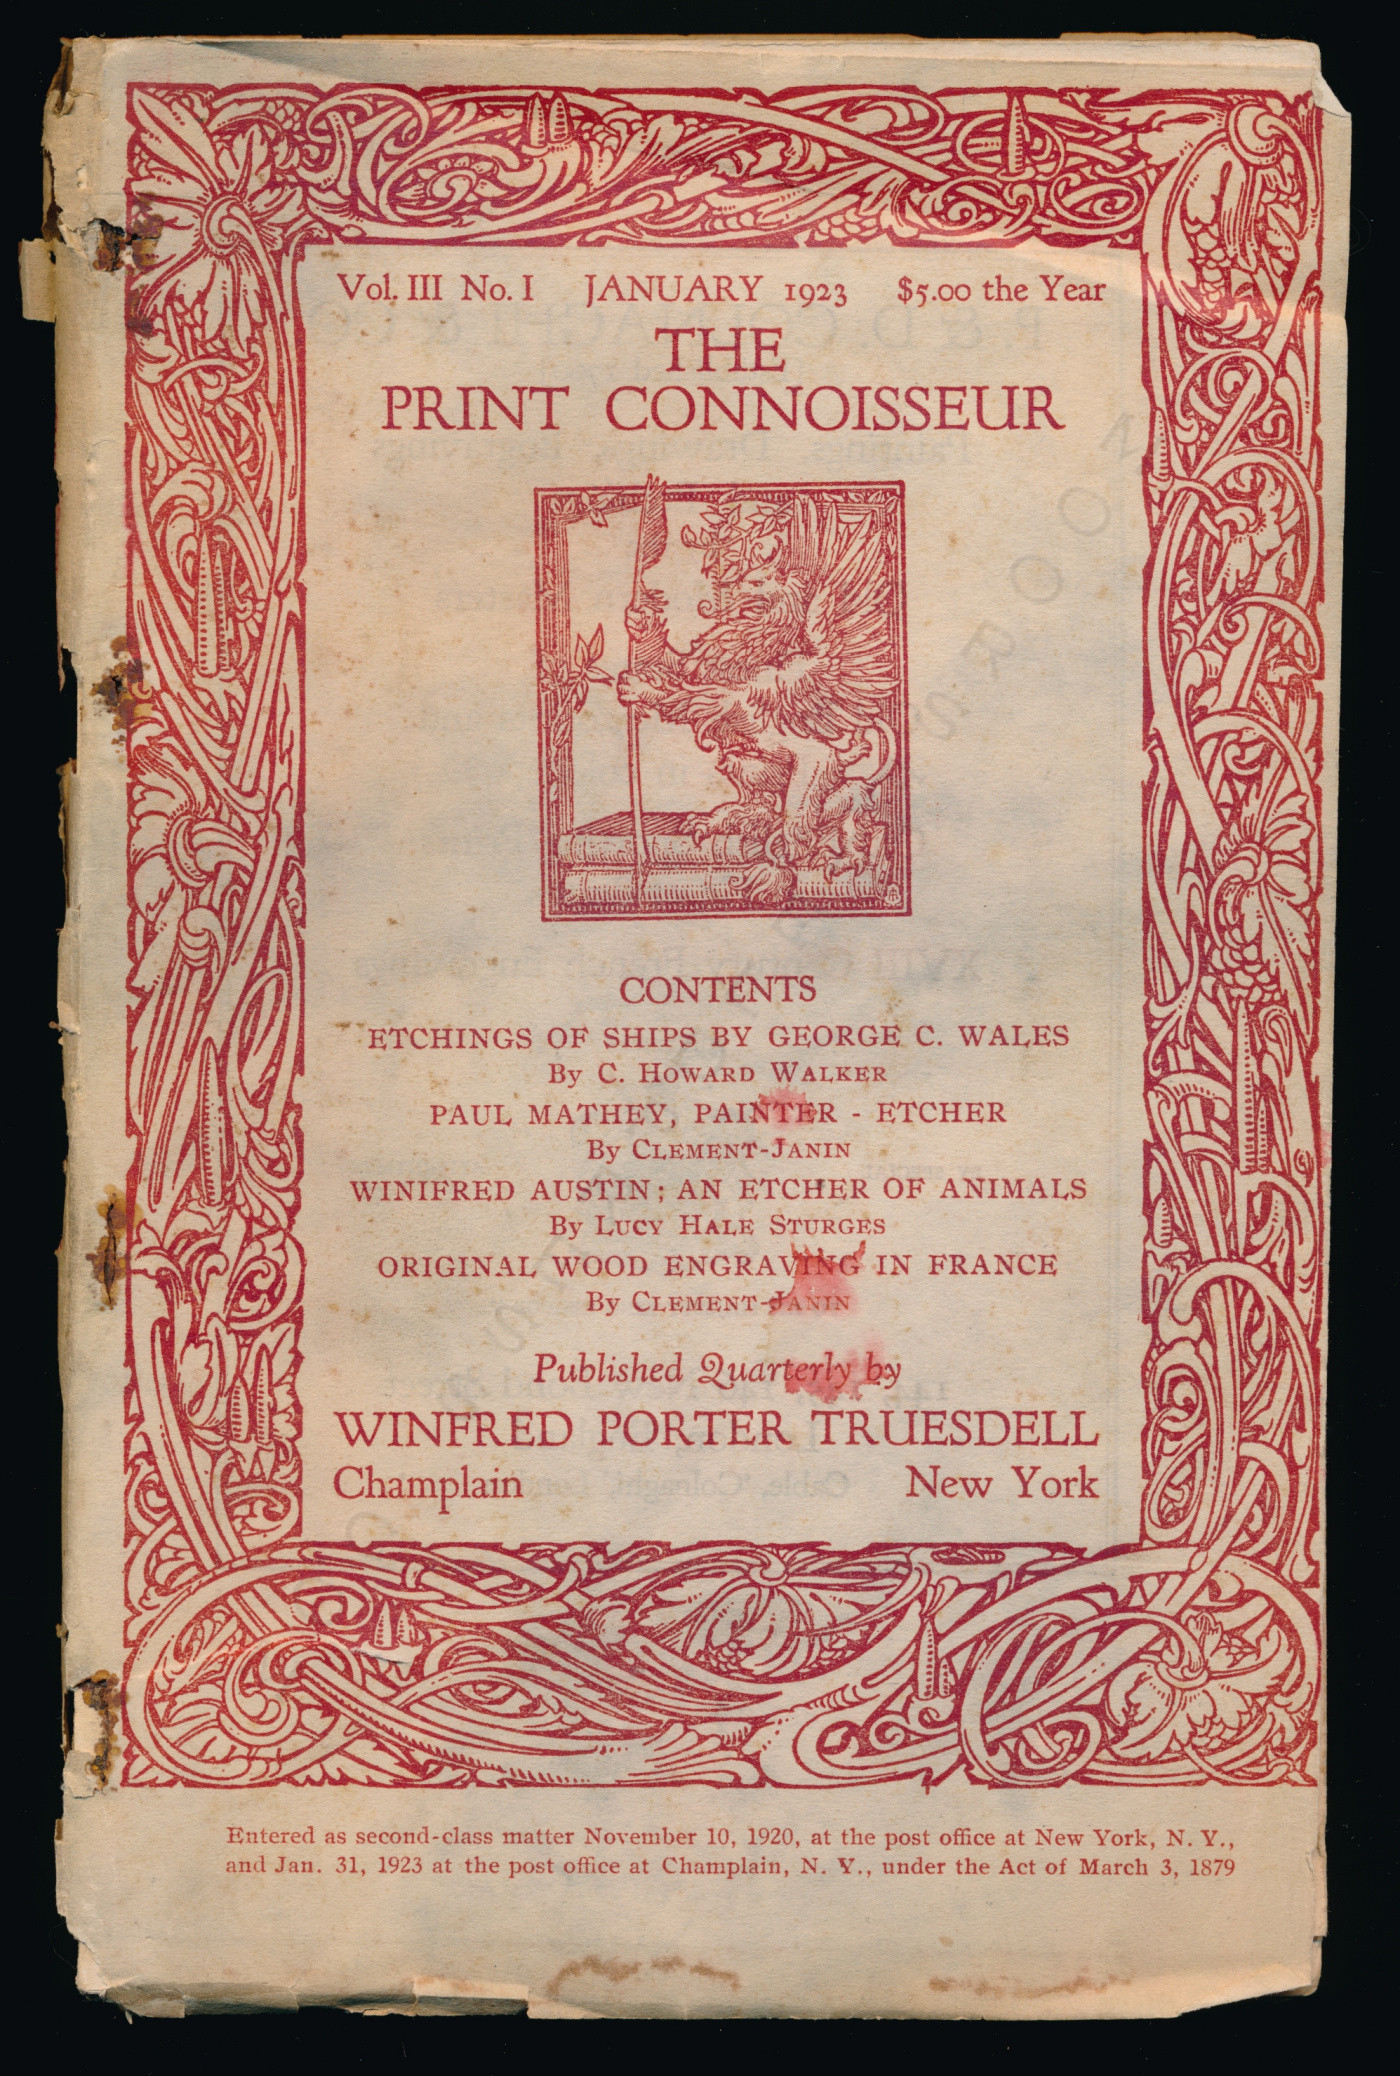 Vol. III No. I JANUARY 1923 $5.00 the Year
THE
PRINT CONNOISSEUR
CONTENTS
ETCHINGS OF SHIPS BY GEORGE C. WALES
By C. HOWARD WALKER
PAUL MATHEY, PAINTER - ETCHER
By CLEMENT-JANIN
WINIFRED AUSTIN; AN ETCHER OF ANIMALS
By LUCY HALE STURGES
ORIGINAL WOOD ENGRAVING IN FRANCE
By CLEMENT-JANIN
Published Quarterly by
WINFRED PORTER TRUESDELL
Champlain New York
Entered as second-class matter November 10, 1920, at the post office at New York, N. Y.,
and Jan. 31, 1923 at the post office at Champlain, N. Y., under the Act of March 3, 1879